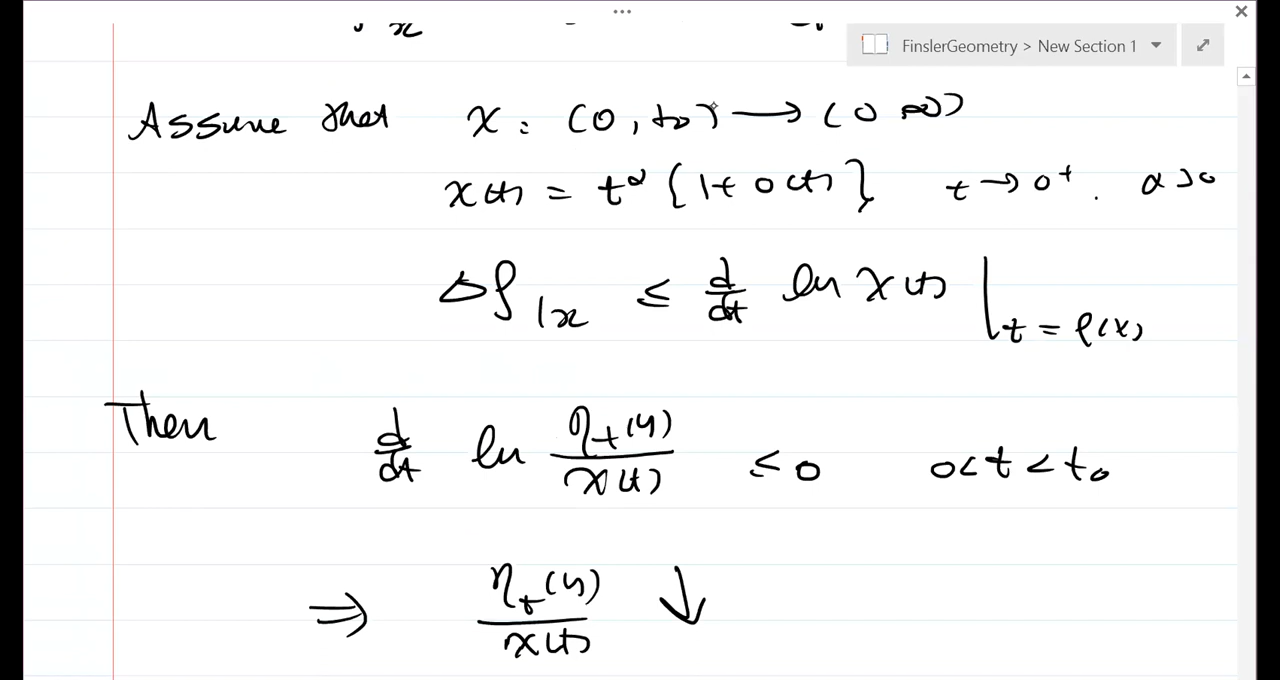 FinslerGeometry > New Section 1
Assume that χ : (0, t₀) → (0 ∞)
χ(t) = t^α {1 + o(t)} t → 0⁺. α > 0
Δρ|x ≤ d/dt ln χ(t) |t = ρ(x)
Then d/dt ln η_t(y)/χ(t) ≤ 0 0 < t < t₀
⇒ η_t(y)/χ(t) ↓